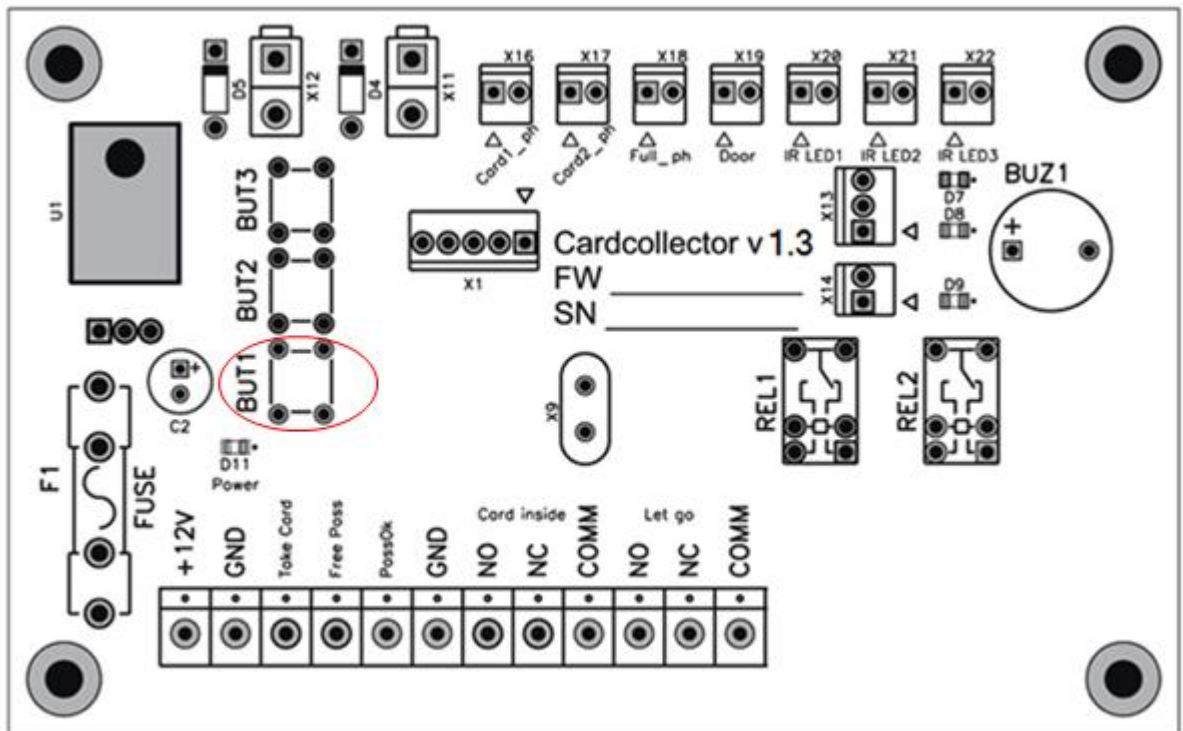 X16 X17 X18 X19 X20 X21 X22
D5 X12 D4 X11
Card1_ph Card2_ph Full_ph Door IR LED1 IR LED2 IR LED3
U1
BUT3
X13
D7
D8
BUZ1
+
X1
Cardcollector v 1.3
FW
SN
BUT2
X14
D9
BUT1
+
C2
X9
REL1
REL2
D11
Power
F1
FUSE
Card inside Let go
+12V GND Take Card Free Pass PassOk GND NO NC COMM NO NC COMM